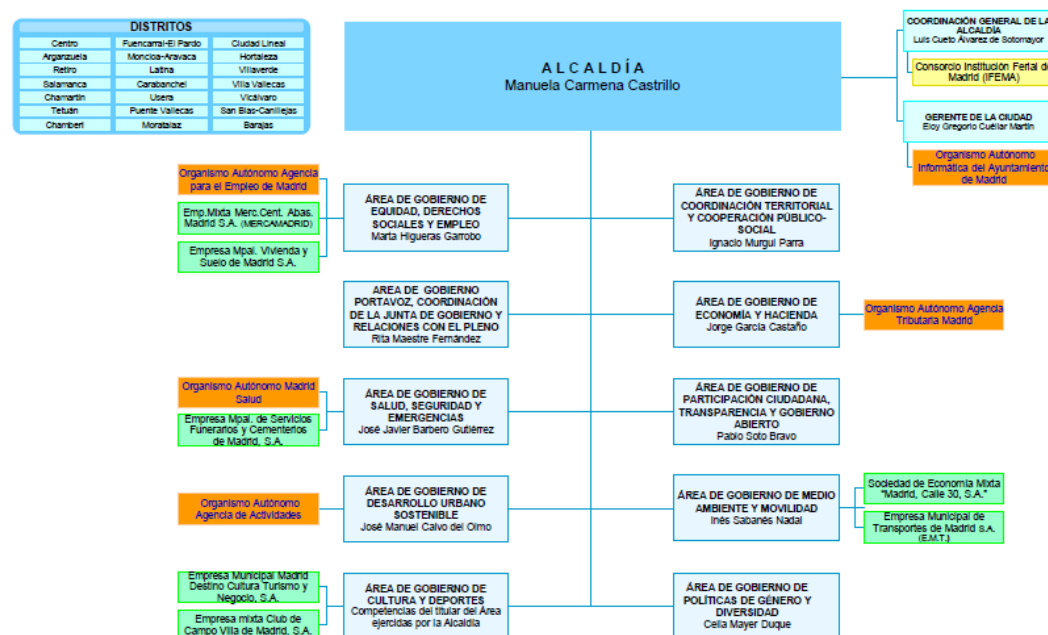 DISTRITOS
Centro Fuencarral-El Pardo Ciudad Lineal
Arganzuela Moncloa-Aravaca Hortaleza
Retiro Latina Villaverde
Salamanca Carabanchel Villa Vallecas
Chamartín Usera Vicálvaro
Tetuán Puente Vallecas San Blas-Canillejas
Chamberí Moratalaz Barajas
ALCALDÍA
Manuela Carmena Castrillo
COORDINACIÓN GENERAL DE LA
ALCALDÍA
Luis Cueto Álvarez de Sotomayor
Consorcio Institución Ferial de
Madrid (IFEMA)
GERENTE DE LA CIUDAD
Eloy Gregorio Cuéllar Martín
Organismo Autónomo
Informática del Ayuntamiento
de Madrid
Organismo Autónomo Agencia
para el Empleo de Madrid
Emp.Mixta Merc.Cent. Abas.
Madrid S.A. (MERCAMADRID)
Empresa Mpal. Vivienda y
Suelo de Madrid S.A.
ÁREA DE GOBIERNO DE
EQUIDAD, DERECHOS
SOCIALES Y EMPLEO
Marta Higueras Garrobo
ÁREA DE GOBIERNO DE
COORDINACIÓN TERRITORIAL
Y COOPERACIÓN PÚBLICO-
SOCIAL
Ignacio Murgui Parra
ÁREA DE GOBIERNO
PORTAVOZ, COORDINACIÓN
DE LA JUNTA DE GOBIERNO Y
RELACIONES CON EL PLENO
Rita Maestre Fernández
ÁREA DE GOBIERNO DE
ECONOMÍA Y HACIENDA
Jorge García Castaño
Organismo Autónomo Agencia
Tributaria Madrid
Organismo Autónomo Madrid
Salud
Empresa Mpal. de Servicios
Funerarios y Cementerios
de Madrid, S.A.
ÁREA DE GOBIERNO DE
SALUD, SEGURIDAD Y
EMERGENCIAS
José Javier Barbero Gutiérrez
ÁREA DE GOBIERNO DE
PARTICIPACIÓN CIUDADANA,
TRANSPARENCIA Y GOBIERNO
ABIERTO
Pablo Soto Bravo
Organismo Autónomo
Agencia de Actividades
ÁREA DE GOBIERNO DE
DESARROLLO URBANO
SOSTENIBLE
José Manuel Calvo del Olmo
ÁREA DE GOBIERNO DE MEDIO
AMBIENTE Y MOVILIDAD
Inés Sabanés Nadal
Sociedad de Economía Mixta
"Madrid, Calle 30, S.A."
Empresa Municipal de
Transportes de Madrid S.A.
(E.M.T.)
Empresa Municipal Madrid
Destino Cultura Turismo y
Negocio, S.A.
Empresa mixta Club de
Campo Villa de Madrid, S.A.
ÁREA DE GOBIERNO DE
CULTURA Y DEPORTES
Competencias del titular del Área
ejercidas por la Alcaldía
ÁREA DE GOBIERNO DE
POLÍTICAS DE GÉNERO Y
DIVERSIDAD
Celia Mayer Duque